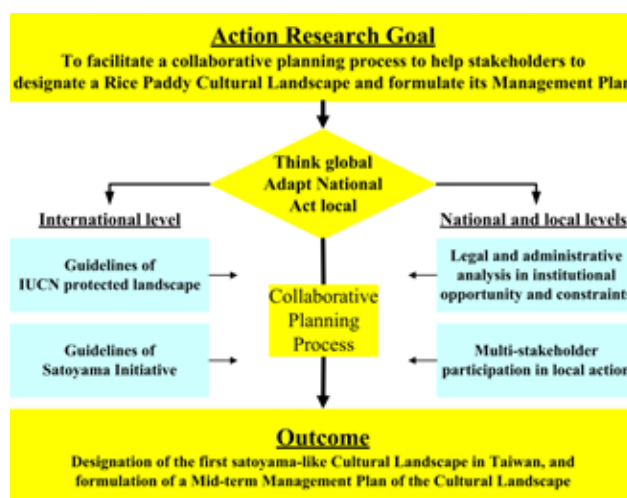 Action Research Goal
To facilitate a collaborative planning process to help stakeholders to
designate a Rice Paddy Cultural Landscape and formulate its Management Plan
Think global
Adapt National
Act local
International level
National and local levels
Guidelines of
IUCN protected landscape
Legal and administrative
analysis in institutional
opportunity and constraints
Collaborative
Planning
Process
Guidelines of
Satoyama Initiative
Multi-stakeholder
participation in local action
Outcome
Designation of the first satoyama-like Cultural Landscape in Taiwan, and
formulation of a Mid-term Management Plan of the Cultural Landscape